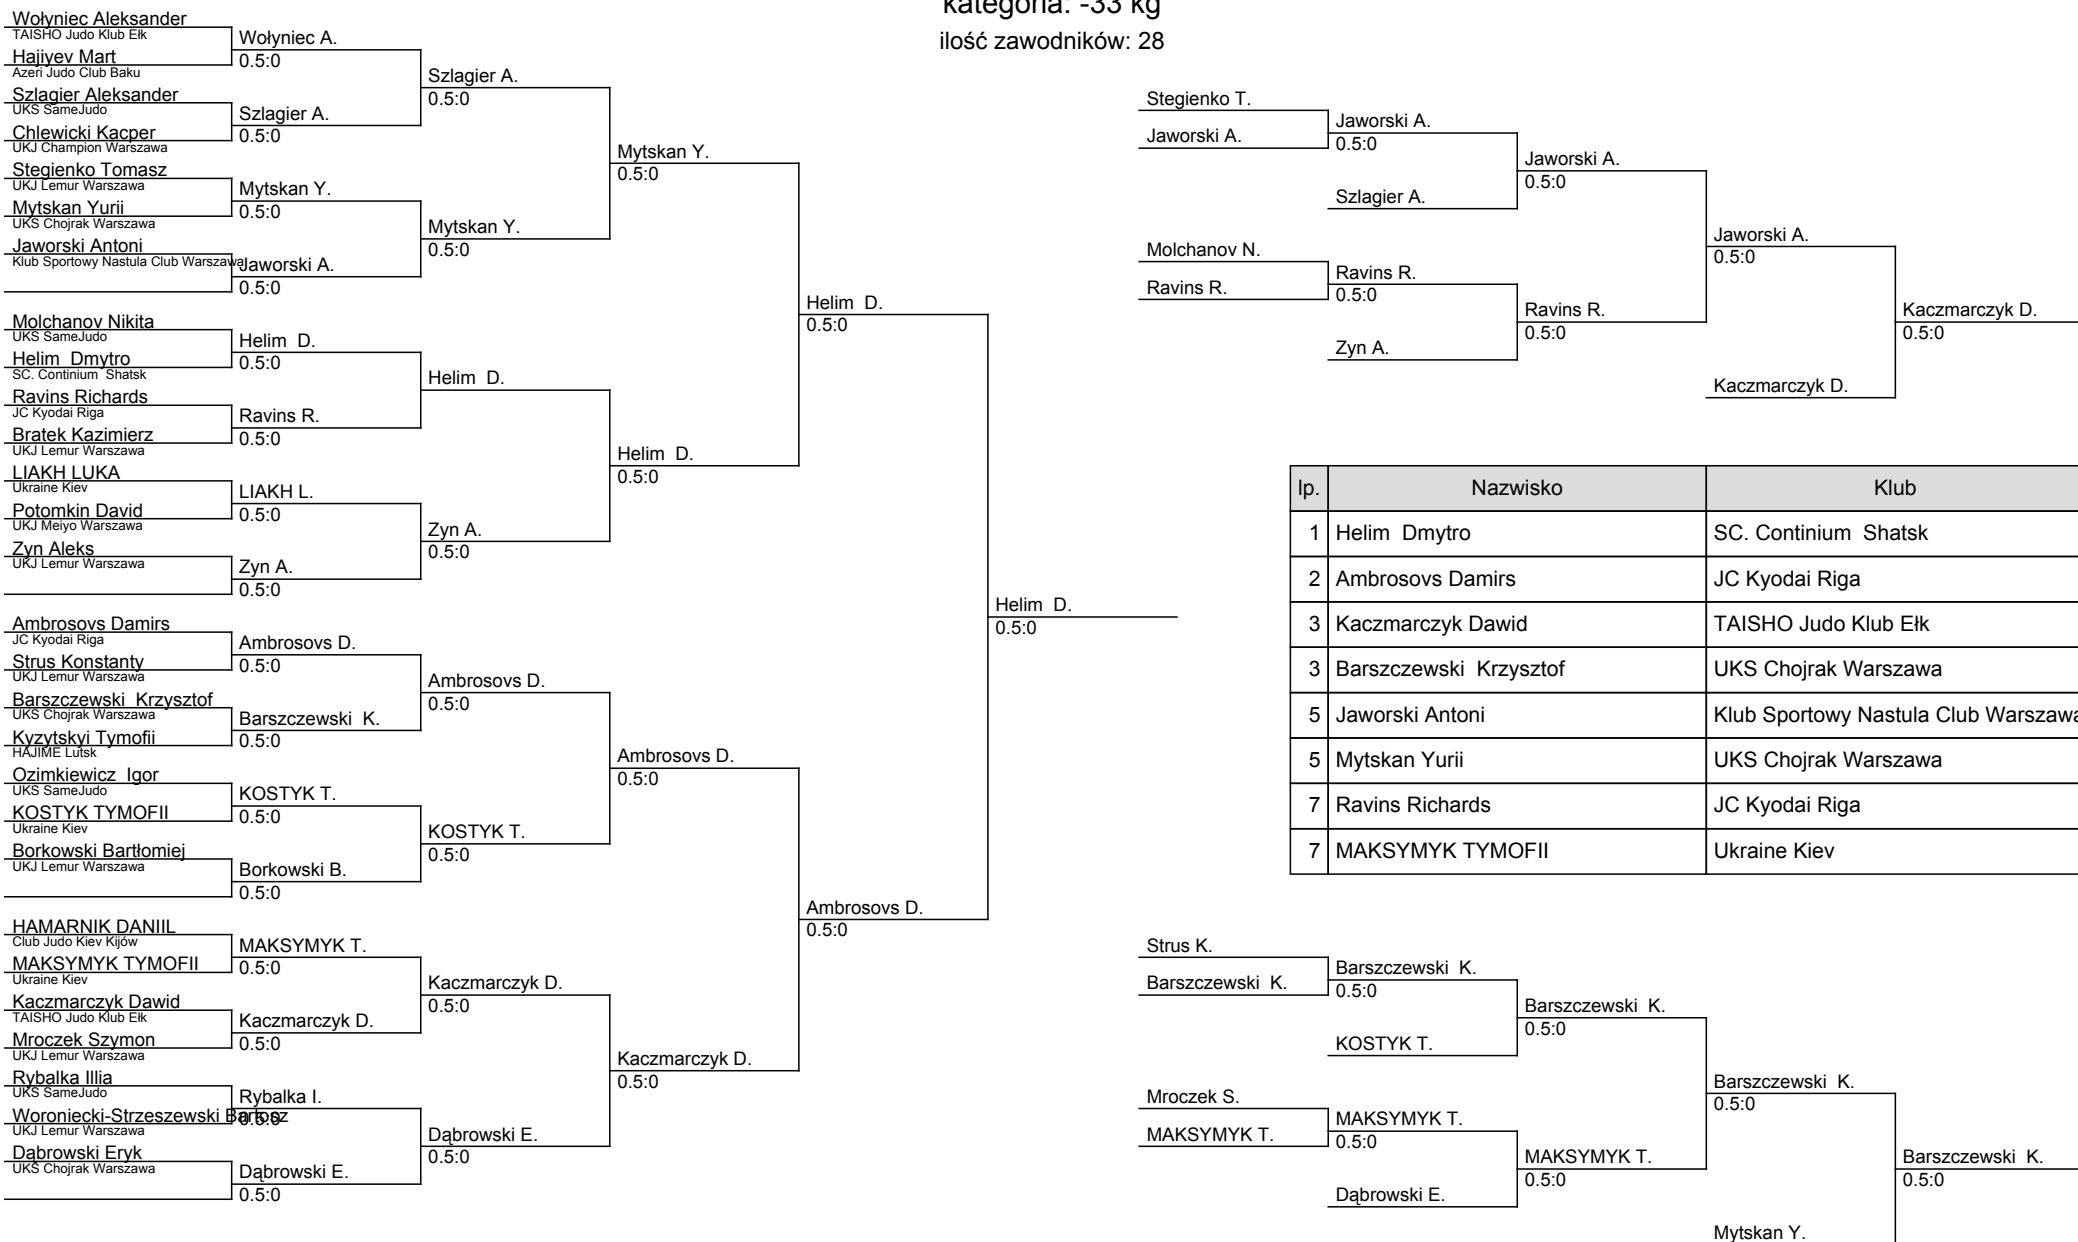 kategoria: -33 kg
ilość zawodników: 28
Wołyniec Aleksander
TAISHO Judo Klub Ełk
Hajiyev Mart
Azeri Judo Club Baku
Szlagier Aleksander
UKS SameJudo
Chlewicki Kacper
UKJ Champion Warszawa
Stegienko Tomasz
UKJ Lemur Warszawa
Mytskan Yurii
UKS Chojrak Warszawa
Jaworski Antoni
Klub Sportowy Nastula Club Warszawa
Molchanov Nikita
UKS SameJudo
Helim  Dmytro
SC. Continium  Shatsk
Ravins Richards
JC Kyodai Riga
Bratek Kazimierz
UKJ Lemur Warszawa
LIAKH LUKA
Ukraine Kiev
Potomkin David
UKJ Meiyo Warszawa
Zyn Aleks
UKJ Lemur Warszawa
Ambrosovs Damirs
JC Kyodai Riga
Strus Konstanty
UKJ Lemur Warszawa
Barszczewski  Krzysztof
UKS Chojrak Warszawa
Kyzytskyi Tymofii
HAJIME Lutsk
Ozimkiewicz  Igor
UKS SameJudo
KOSTYK TYMOFII
Ukraine Kiev
Borkowski Bartłomiej
UKJ Lemur Warszawa
HAMARNIK DANIIL
Club Judo Kiev Kijów
MAKSYMYK TYMOFII
Ukraine Kiev
Kaczmarczyk Dawid
TAISHO Judo Klub Ełk
Mroczek Szymon
UKJ Lemur Warszawa
Rybalka Illia
UKS SameJudo
Woroniecki-Strzeszewski Bartosz
UKJ Lemur Warszawa
Dąbrowski Eryk
UKS Chojrak Warszawa
Wołyniec A.
0.5:0
Szlagier A.
0.5:0
Mytskan Y.
0.5:0
Jaworski A.
0.5:0
Helim  D.
0.5:0
Ravins R.
0.5:0
LIAKH L.
0.5:0
Zyn A.
0.5:0
Ambrosovs D.
0.5:0
Barszczewski  K.
0.5:0
KOSTYK T.
0.5:0
Borkowski B.
0.5:0
MAKSYMYK T.
0.5:0
Kaczmarczyk D.
0.5:0
Rybalka I.
0.5:0
Dąbrowski E.
0.5:0
Szlagier A.
0.5:0
Mytskan Y.
0.5:0
Helim  D.
0.5:0
Zyn A.
0.5:0
Ambrosovs D.
0.5:0
KOSTYK T.
0.5:0
Kaczmarczyk D.
0.5:0
Dąbrowski E.
0.5:0
Mytskan Y.
0.5:0
Helim  D.
0.5:0
Ambrosovs D.
0.5:0
Kaczmarczyk D.
0.5:0
Helim  D.
0.5:0
Ambrosovs D.
0.5:0
Helim  D.
0.5:0
Stegienko T.
Jaworski A.
Molchanov N.
Ravins R.
Jaworski A.
0.5:0
Szlagier A.
Ravins R.
0.5:0
Zyn A.
Jaworski A.
0.5:0
Ravins R.
0.5:0
Jaworski A.
0.5:0
Kaczmarczyk D.
Kaczmarczyk D.
0.5:0
lp. Nazwisko Klub
1 Helim  Dmytro SC. Continium  Shatsk
2 Ambrosovs Damirs JC Kyodai Riga
3 Kaczmarczyk Dawid TAISHO Judo Klub Ełk
3 Barszczewski  Krzysztof UKS Chojrak Warszawa
5 Jaworski Antoni Klub Sportowy Nastula Club Warszawa
5 Mytskan Yurii UKS Chojrak Warszawa
7 Ravins Richards JC Kyodai Riga
7 MAKSYMYK TYMOFII Ukraine Kiev
Strus K.
Barszczewski  K.
Mroczek S.
MAKSYMYK T.
Barszczewski  K.
0.5:0
KOSTYK T.
MAKSYMYK T.
0.5:0
Dąbrowski E.
Barszczewski  K.
0.5:0
MAKSYMYK T.
0.5:0
Barszczewski  K.
0.5:0
Mytskan Y.
Barszczewski  K.
0.5:0